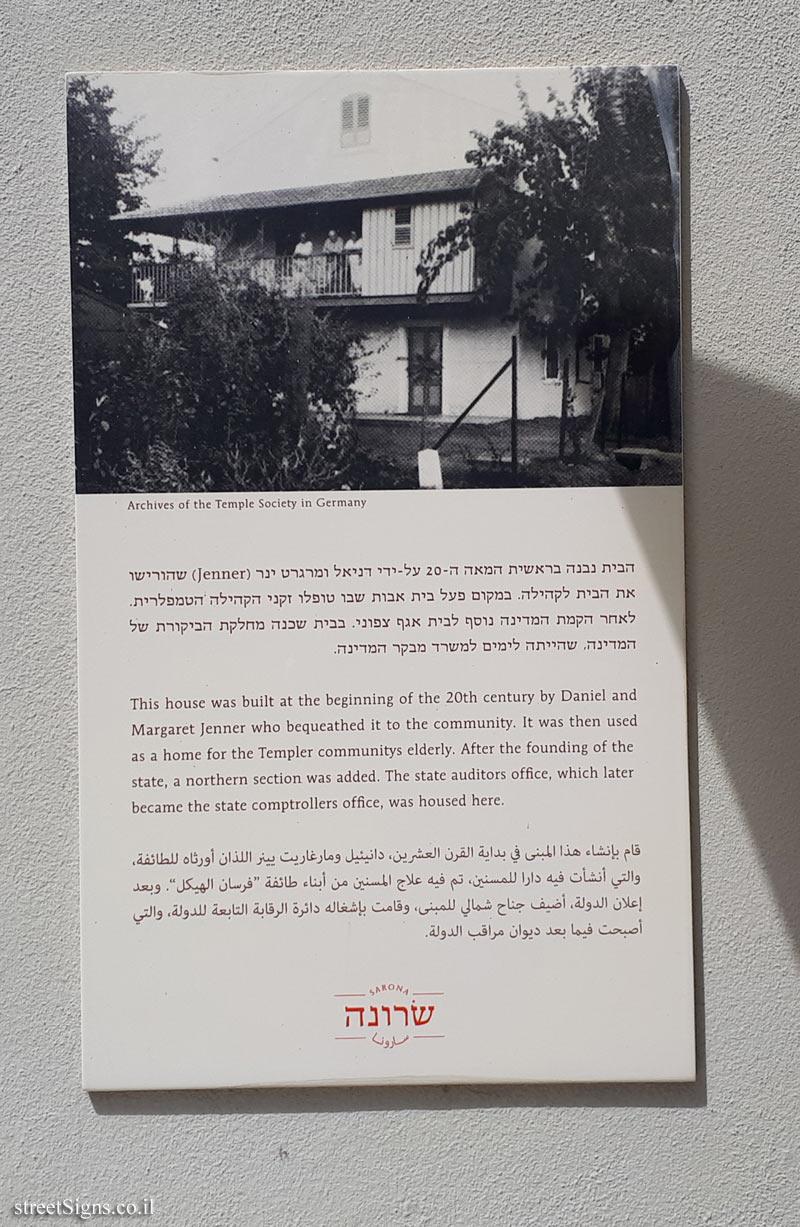 Archives of the Temple Society in Germany
הבית נבנה בראשית המאה ה-20 על-ידי דניאל ומרגרט ינר (Jenner) שהורישו
את הבית לקהילה. במקום פעל בית אבות שבו טופלו זקני הקהילה הטמפלרית.
לאחר הקמת המדינה נוסף לבית אגף צפוני. בבית שכנה מחלקת הביקורת של
המדינה, שהייתה לימים למשרד מבקר המדינה.
This house was built at the beginning of the 20th century by Daniel and
Margaret Jenner who bequeathed it to the community. It was then used
as a home for the Templer communitys elderly. After the founding of the
state, a northern section was added. The state auditors office, which later
became the state comptrollers office, was housed here.
قام بإنشاء هذا المبنى في بداية القرن العشرين، دانيئيل ومارغاريت يينر اللذان أورثاه للطائفة،
والتي أنشأت فيه دارا للمسنين، تم فيه علاج المسنين من أبناء طائفة ”فرسان الهيكل“. وبعد
إعلان الدولة، أضيف جناح شمالي للمبنى، وقامت بإشغاله دائرة الرقابة التابعة للدولة، والتي
أصبحت فيما بعد ديوان مراقب الدولة.
SARONA
שׂרונה
سارونا
streetSigns.co.il